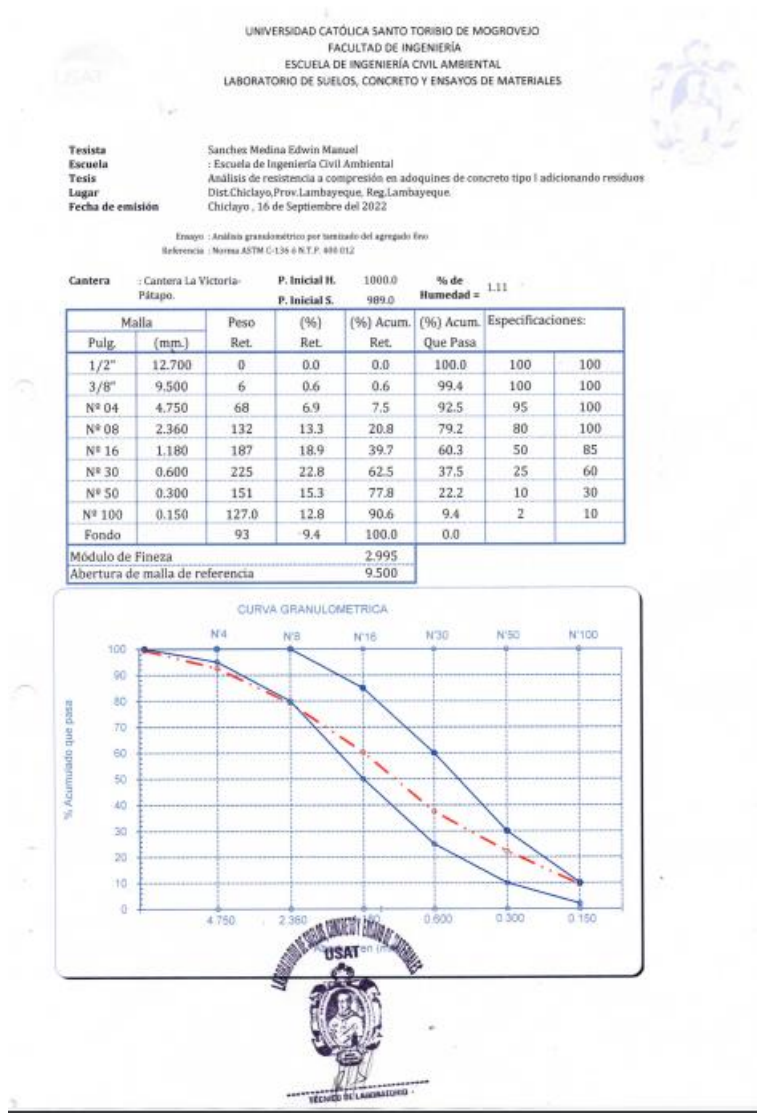 UNIVERSIDAD CATÓLICA SANTO TORIBIO DE MOGROVEJO
FACULTAD DE INGENIERÍA
ESCUELA DE INGENIERÍA CIVIL AMBIENTAL
LABORATORIO DE SUELOS, CONCRETO Y ENSAYOS DE MATERIALES
Tesista Sanchez Medina Edwin Manuel
Escuela : Escuela de Ingeniería Civil Ambiental
Tesis Análisis de resistencia a compresión en adoquines de concreto tipo I adicionando residuos
Lugar Dist.Chiclayo,Prov.Lambayeque, Reg.Lambayeque.
Fecha de emisión Chiclayo , 16 de Septiembre del 2022
Ensayo : Análisis granulométrico por tamizado del agregado fino
Referencia : Norma ASTM C-136 ó N.T.P. 400.012
Cantera : Cantera La Victoria- P. Inicial H. 1000.0 % de
Pátapo. P. Inicial S. 989.0 Humedad = 1.11
Malla Peso (%) (%) Acum. (%) Acum. Especificaciones:
Pulg. (mm.) Ret. Ret. Ret. Que Pasa
1/2" 12.700 0 0.0 0.0 100.0 100 100
3/8" 9.500 6 0.6 0.6 99.4 100 100
Nº 04 4.750 68 6.9 7.5 92.5 95 100
Nº 08 2.360 132 13.3 20.8 79.2 80 100
Nº 16 1.180 187 18.9 39.7 60.3 50 85
Nº 30 0.600 225 22.8 62.5 37.5 25 60
Nº 50 0.300 151 15.3 77.8 22.2 10 30
Nº 100 0.150 127.0 12.8 90.6 9.4 2 10
Fondo 93 9.4 100.0 0.0
Módulo de Fineza 2.995
Abertura de malla de referencia 9.500
CURVA GRANULOMETRICA
N'4 N'8 N'16 N'30 N'50 N'100
100
90
80
70
60
50
40
30
20
10
0
% Acumulado que pasa
4.750 2.360 0.600 0.300 0.150
LABORATORIO DE SUELOS, CONCRETO Y ENSAYO DE MATERIALES
USAT
TÉCNICO DE LABORATORIO